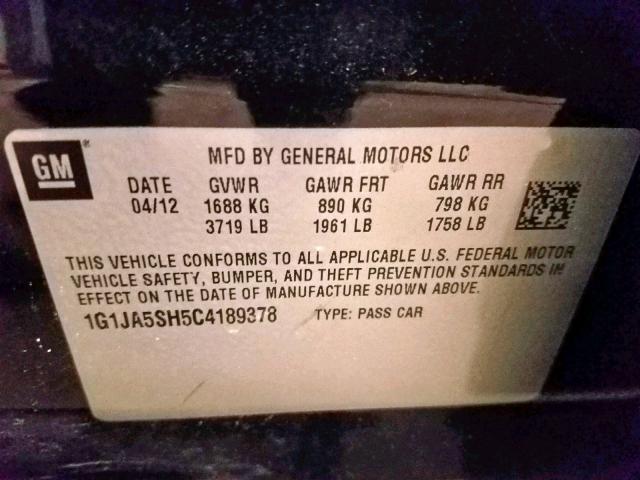 GM ®
MFD BY GENERAL MOTORS LLC
DATE GVWR GAWR FRT GAWR RR
04/12 1688 KG 890 KG 798 KG
3719 LB 1961 LB 1758 LB
THIS VEHICLE CONFORMS TO ALL APPLICABLE U.S. FEDERAL MOTOR
VEHICLE SAFETY, BUMPER, AND THEFT PREVENTION STANDARDS IN
EFFECT ON THE DATE OF MANUFACTURE SHOWN ABOVE.
1G1JA5SH5C4189378 TYPE: PASS CAR